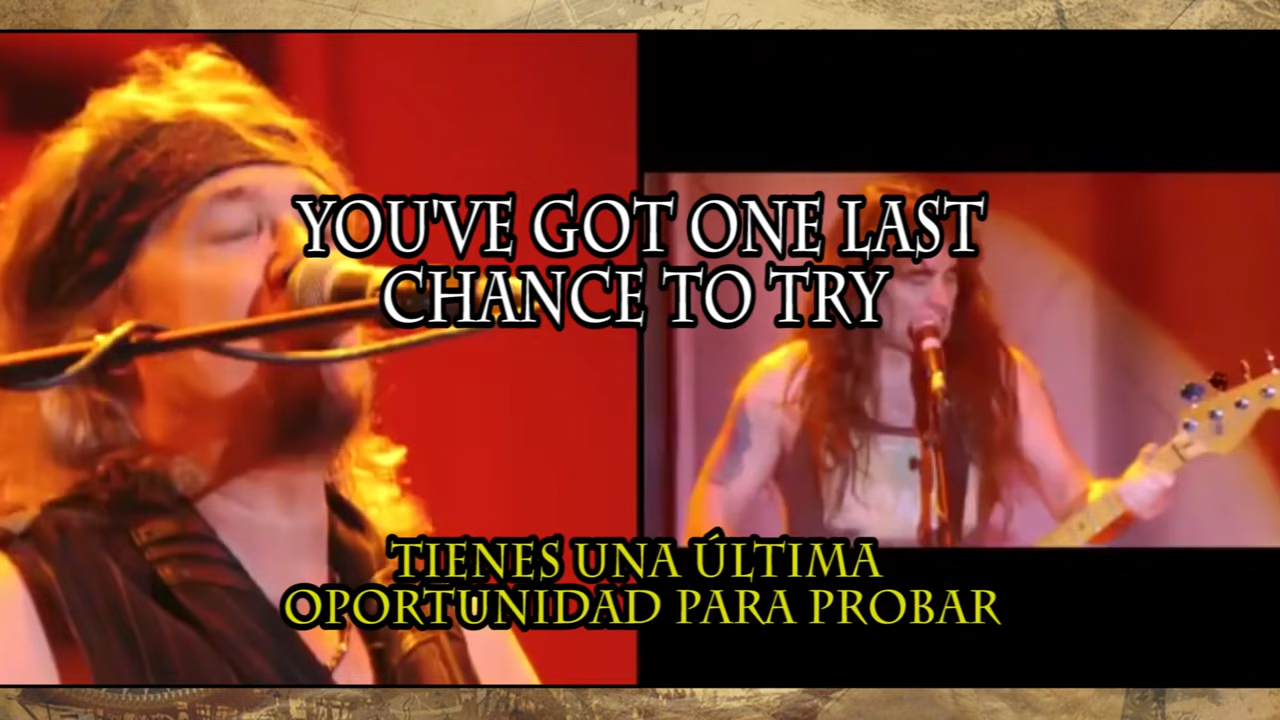 YOU'VE GOT ONE LAST
CHANCE TO TRY
TIENES UNA ÚLTIMA
OPORTUNIDAD PARA PROBAR